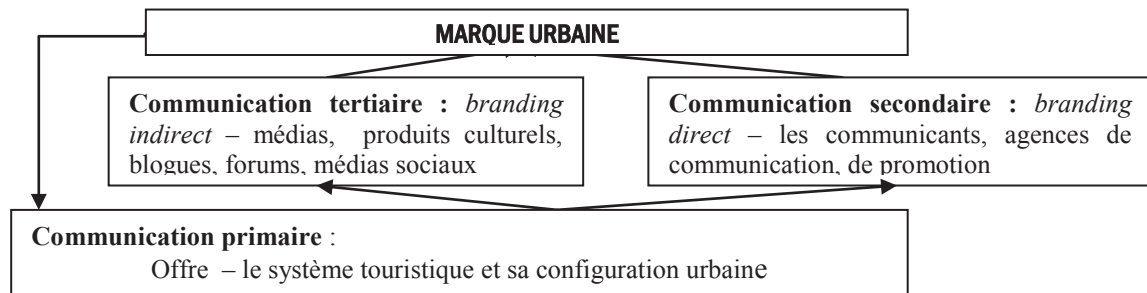 MARQUE URBAINE
Communication tertiaire : branding
indirect – médias, produits culturels,
blogues, forums, médias sociaux
Communication secondaire : branding
direct – les communicants, agences de
communication, de promotion
Communication primaire :
Offre – le système touristique et sa configuration urbaine